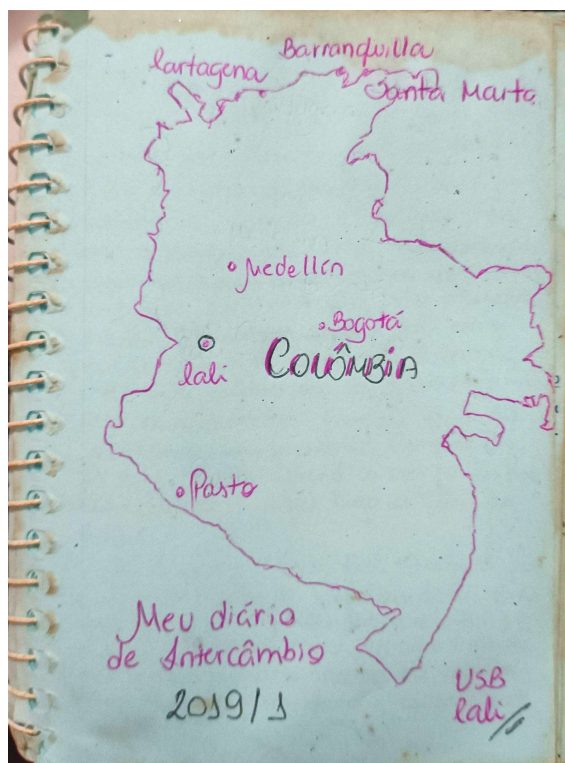 Barranquilla
Cartagena
Santa Marta
Medellín
Bogotá
Cali
COLÔMBIA
Pasto
Meu diário
de Intercâmbio
2019/1
USB
Cali